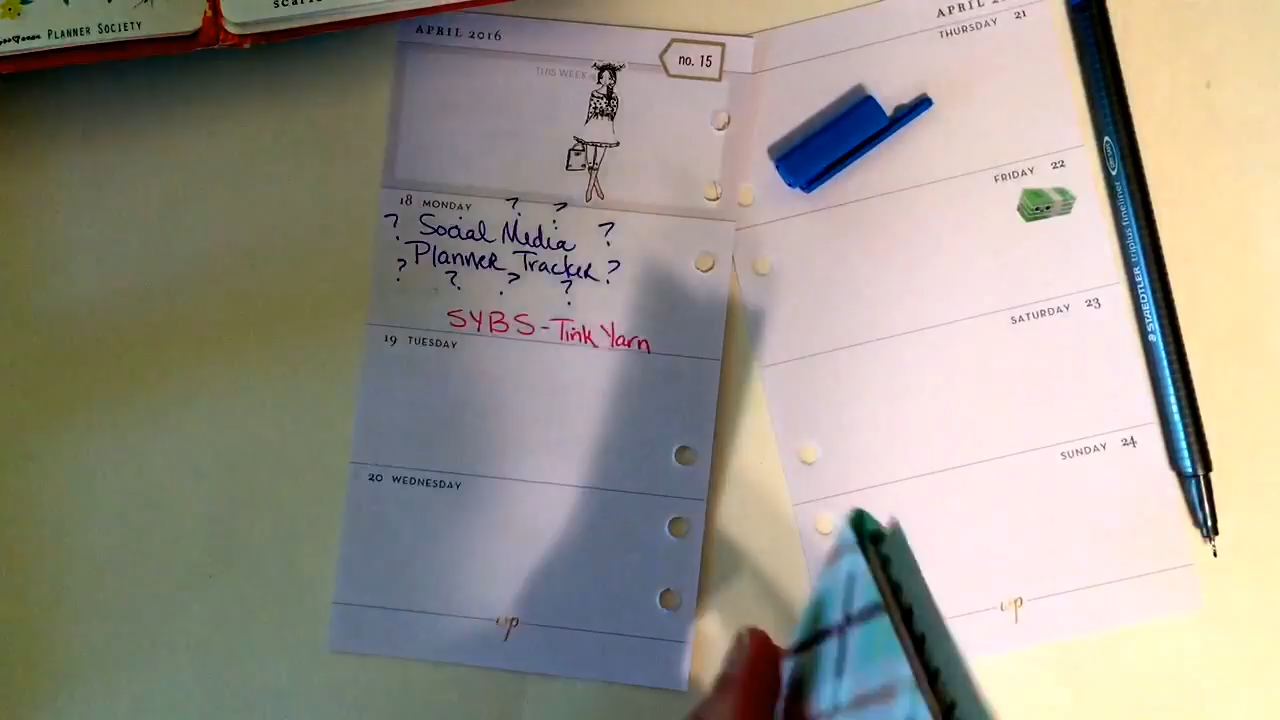 PLANNER SOCIETY
APRIL 2016
THIS WEEK
no. 15
18 MONDAY
? ?
? Social Media ?
? Planner Tracker ?
? ? ?
SYBS - Tink Yarn
19 TUESDAY
20 WEDNESDAY
up
THURSDAY 21
FRIDAY 22
SATURDAY 23
SUNDAY 24
up
STAEDTLER triplus fineliner